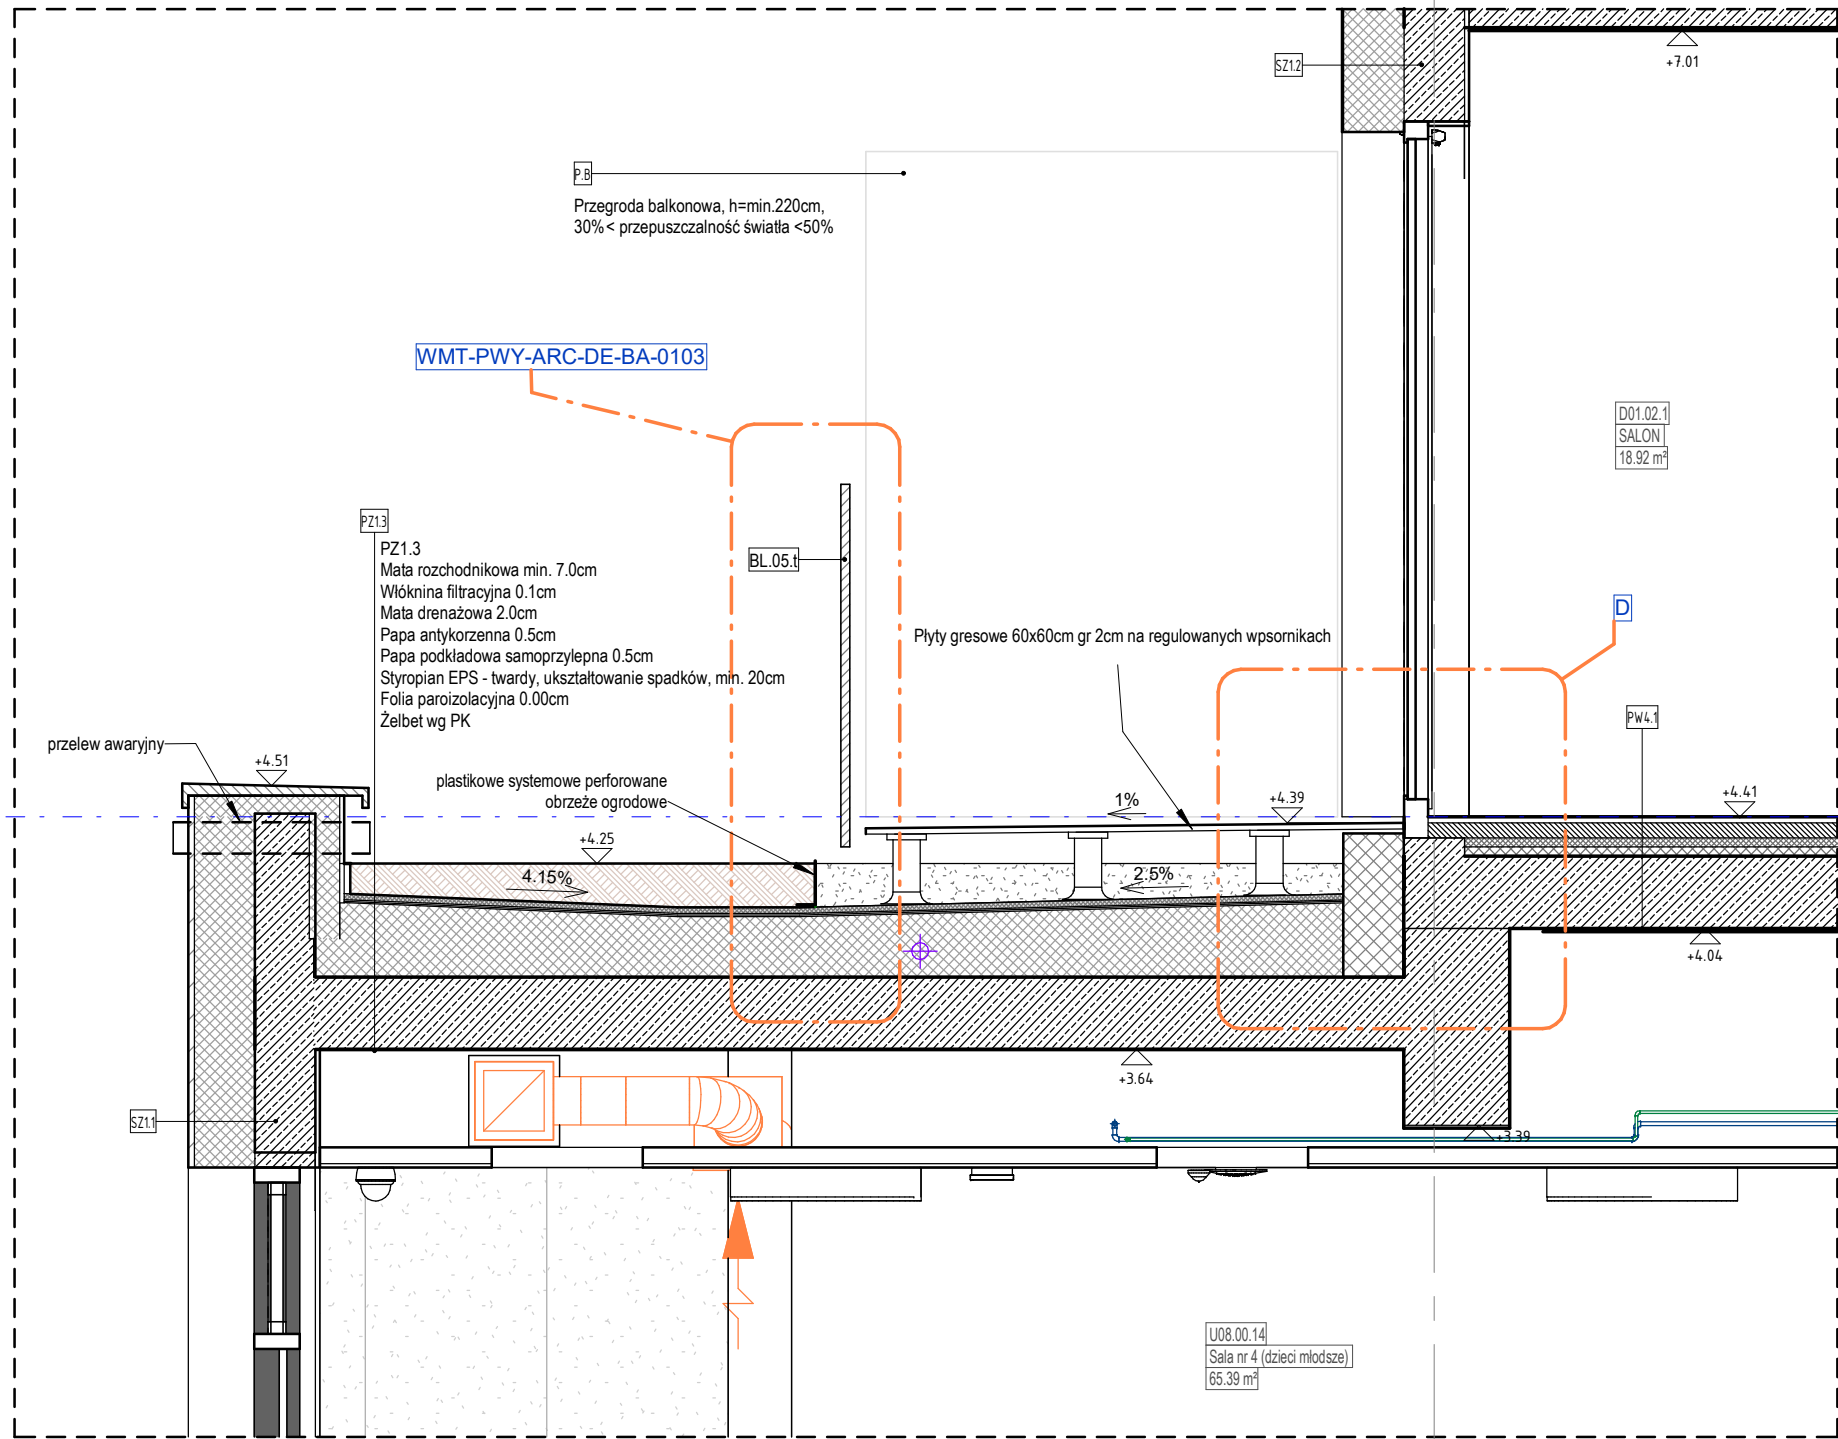 SZ1.2
+7.01
P.B
Przegroda balkonowa, h=min.220cm,
30%< przepuszczalność światła <50%
WMT-PWY-ARC-DE-BA-0103
D01.02.1
SALON
18.92 m²
PZ1.3
PZ1.3
Mata rozchodnikowa min. 7.0cm
Włóknina filtracyjna 0.1cm
Mata drenażowa 2.0cm
Papa antykorzenna 0.5cm
Papa podkładowa samoprzylepna 0.5cm
Styropian EPS - twardy, ukształtowanie spadków, min. 20cm
Folia paroizolacyjna 0.00cm
Żelbet wg PK
BL.05.t
D
Płyty gresowe 60x60cm gr 2cm na regulowanych wpsornikach
PW4.1
przelew awaryjny
+4.51
plastikowe systemowe perforowane
obrzeże ogrodowe
1%
+4.39
+4.41
+4.25
4.15%
2.5%
+4.04
+3.64
SZ1.1
+3.39
U08.00.14
Sala nr 4 (dzieci młodsze)
65.39 m²